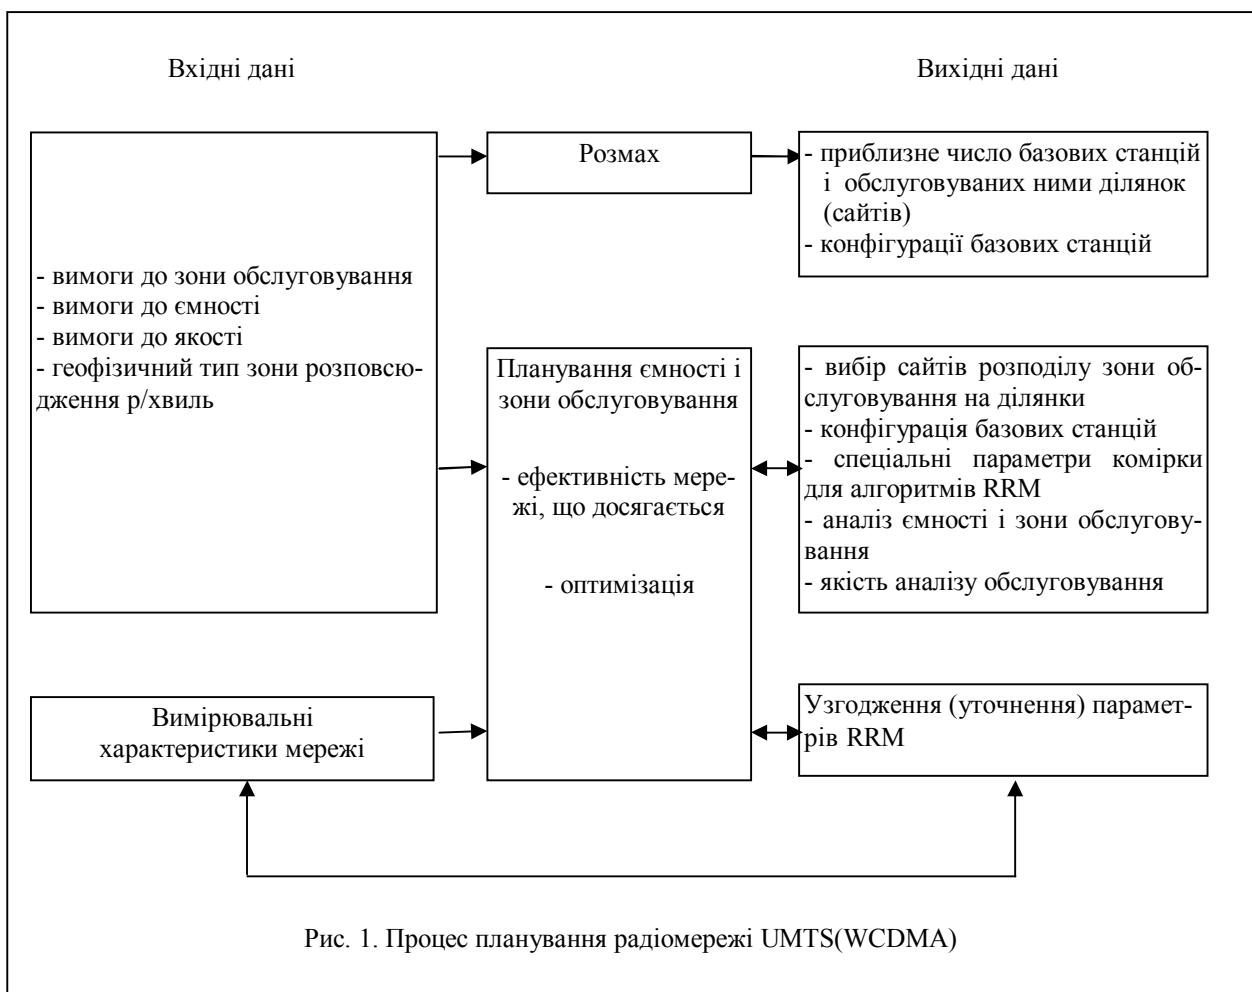 Вхідні дані
Вихідні дані
- вимоги до зони обслуговування
- вимоги до ємності
- вимоги до якості
- геофізичний тип зони розповсю-
дження р/хвиль
Розмах
- приблизне число базових станцій
і обслуговуваних ними ділянок
(сайтів)
- конфігурації базових станцій
Планування ємності і
зони обслуговування
- ефективність мере-
жі, що досягається
- оптимізація
- вибір сайтів розподілу зони об-
слуговування на ділянки
- конфігурація базових станцій
- спеціальні параметри комірки
для алгоритмів RRM
- аналіз ємності і зони обслугову-
вання
- якість аналізу обслуговування
Вимірювальні
характеристики мережі
Узгодження (уточнення) парамет-
рів RRM
Рис. 1. Процес планування радіомережі UMTS(WCDMA)